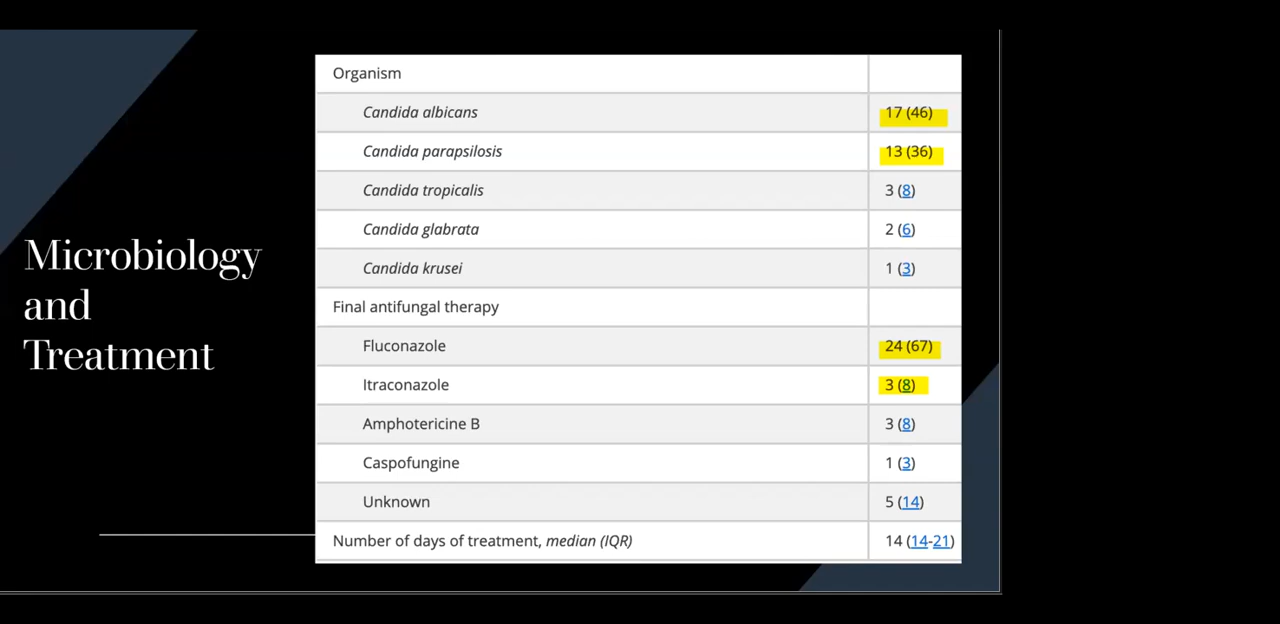 Microbiology
and
Treatment
Organism
Candida albicans 17 (46)
Candida parapsilosis 13 (36)
Candida tropicalis 3 (8)
Candida glabrata 2 (6)
Candida krusei 1 (3)
Final antifungal therapy
Fluconazole 24 (67)
Itraconazole 3 (8)
Amphotericine B 3 (8)
Caspofungine 1 (3)
Unknown 5 (14)
Number of days of treatment, median (IQR) 14 (14-21)